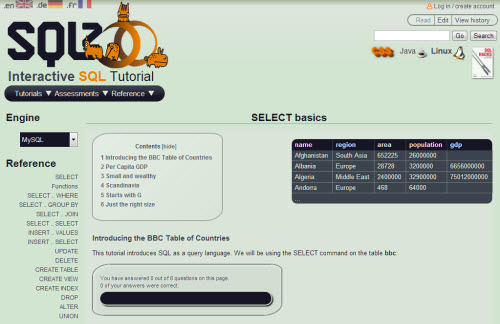 .en .de .fr
Log in / create account
Read Edit View history
Go Search
SQLZOO
Java Linux
SQL HACKS
Interactive SQL Tutorial
Tutorials ▼ Assessments ▼ Reference ▼
Engine
MySQL
Reference
SELECT
Functions
SELECT .. WHERE
SELECT .. GROUP BY
SELECT .. JOIN
SELECT .. SELECT
INSERT .. VALUES
INSERT .. SELECT
UPDATE
DELETE
CREATE TABLE
CREATE VIEW
CREATE INDEX
DROP
ALTER
UNION
SELECT basics
Contents [hide]
1 Introducing the BBC Table of Countries
2 Per Capita GDP
3 Small and wealthy
4 Scandinavia
5 Starts with G
6 Just the right size
name region area population gdp
Afghanistan South Asia 652225 26000000
Albania Europe 28728 3200000 6656000000
Algeria Middle East 2400000 32900000 75012000000
Andorra Europe 468 64000
...
Introducing the BBC Table of Countries
This tutorial introduces SQL as a query language. We will be using the SELECT command on the table bbc:
You have answered 0 out of 6 questions on this page.
0 of your answers were correct.